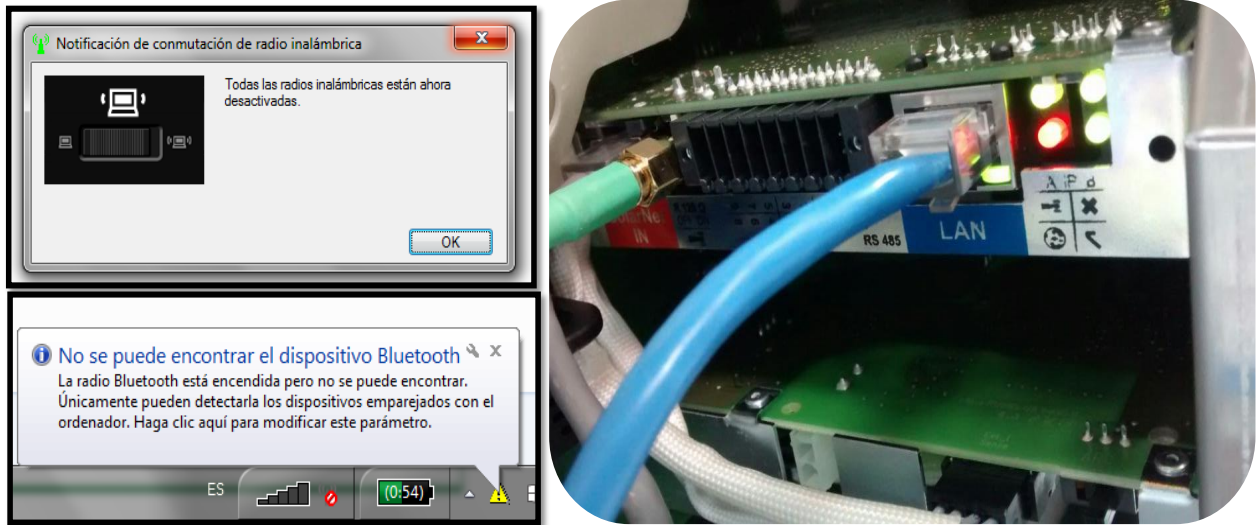 Notificación de conmutación de radio inalámbrica
Todas las radios inalámbricas están ahora
desactivadas.
OK
No se puede encontrar el dispositivo Bluetooth
La radio Bluetooth está encendida pero no se puede encontrar.
Únicamente pueden detectarla los dispositivos emparejados con el
ordenador. Haga clic aquí para modificar este parámetro.
ES
(0:54)
IN
RS 485
LAN